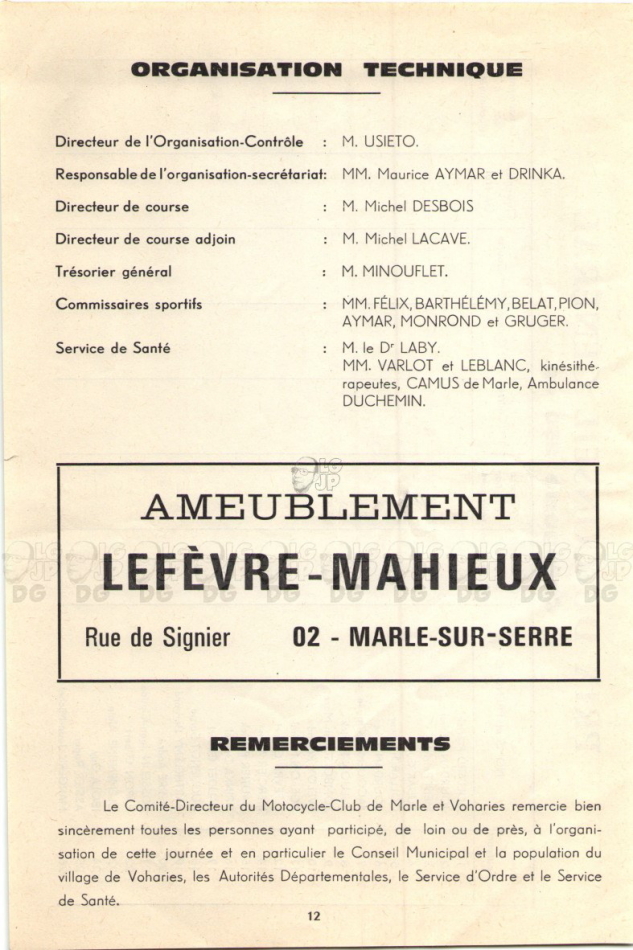 ORGANISATION TECHNIQUE
Directeur de l'Organisation-Contrôle : M. USIETO.
Responsable de l'organisation-secrétariat: MM. Maurice AYMAR et DRINKA.
Directeur de course : M. Michel DESBOIS
Directeur de course adjoin : M. Michel LACAVE.
Trésorier général : M. MINOUFLET.
Commissaires sportifs : MM. FÉLIX, BARTHÉLÉMY, BELAT, PION,
AYMAR, MONROND et GRUGER.
Service de Santé : M. le Dr LABY.
MM. VARLOT et LEBLANC, kinésithé-
rapeutes, CAMUS de Marle, Ambulance
DUCHEMIN.
LG
JP
AMEUBLEMENT
LEFÈVRE-MAHIEUX
Rue de Signier 02 - MARLE-SUR-SERRE
REMERCIEMENTS
Le Comité-Directeur du Motocycle-Club de Marle et Voharies remercie bien
sincèrement toutes les personnes ayant participé, de loin ou de près, à l'organi-
sation de cette journée et en particulier le Conseil Municipal et la population du
village de Voharies, les Autorités Départementales, le Service d'Ordre et le Service
de Santé.
12